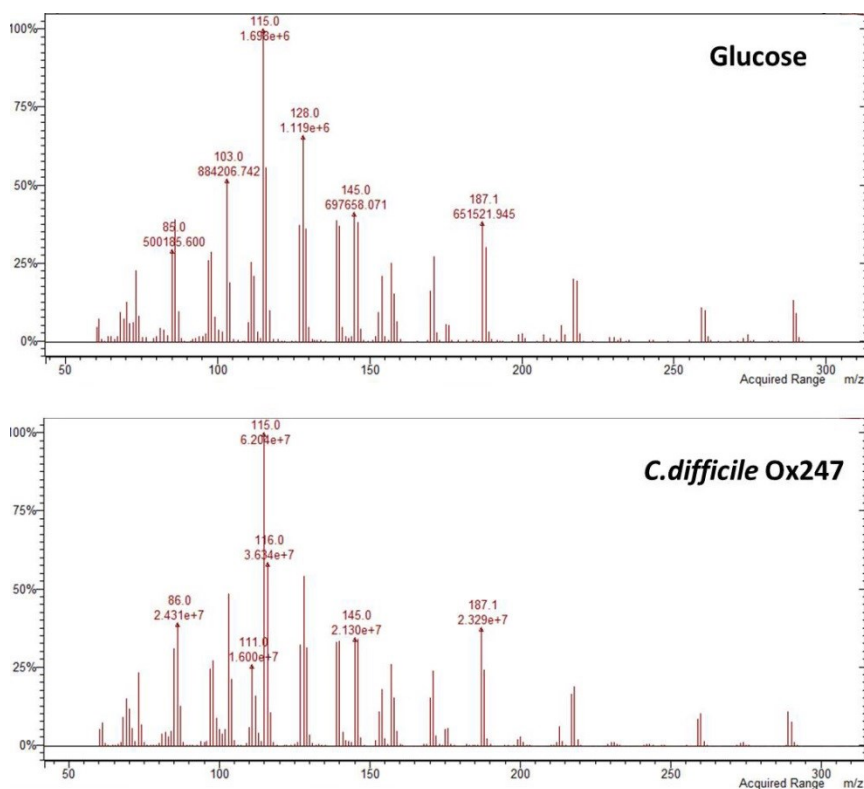 100%
75%
50%
25%
0%
115.0
1.698e+6
Glucose
128.0
1.119e+6
103.0
884206.742
145.0
697658.071
187.1
651521.945
85.0
500185.600
50 100 150 200 250 300
Acquired Range m/z
100%
75%
50%
25%
0%
115.0
6.204e+7
C.difficile Ox247
116.0
3.634e+7
86.0
2.431e+7
145.0
2.130e+7
187.1
2.329e+7
111.0
1.600e+7
50 100 150 200 250 300
Acquired Range m/z